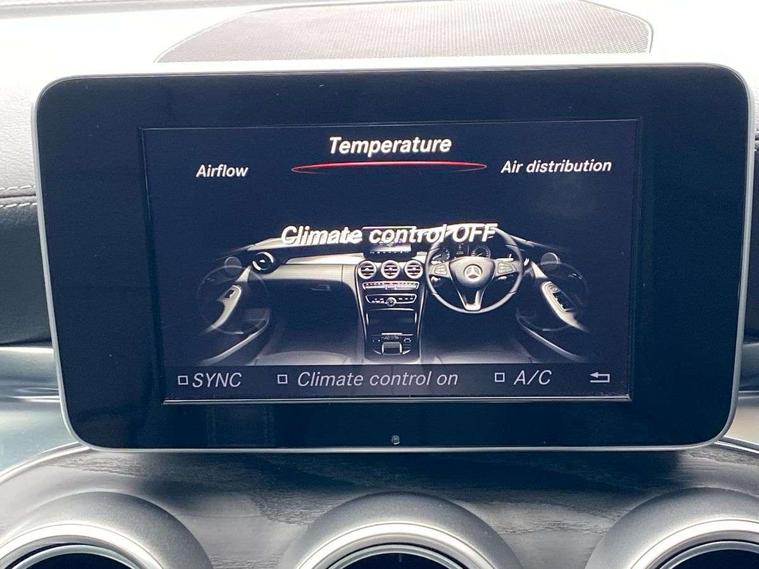 Temperature
Airflow
Air distribution
Climate control OFF
SYNC
Climate control on
A/C